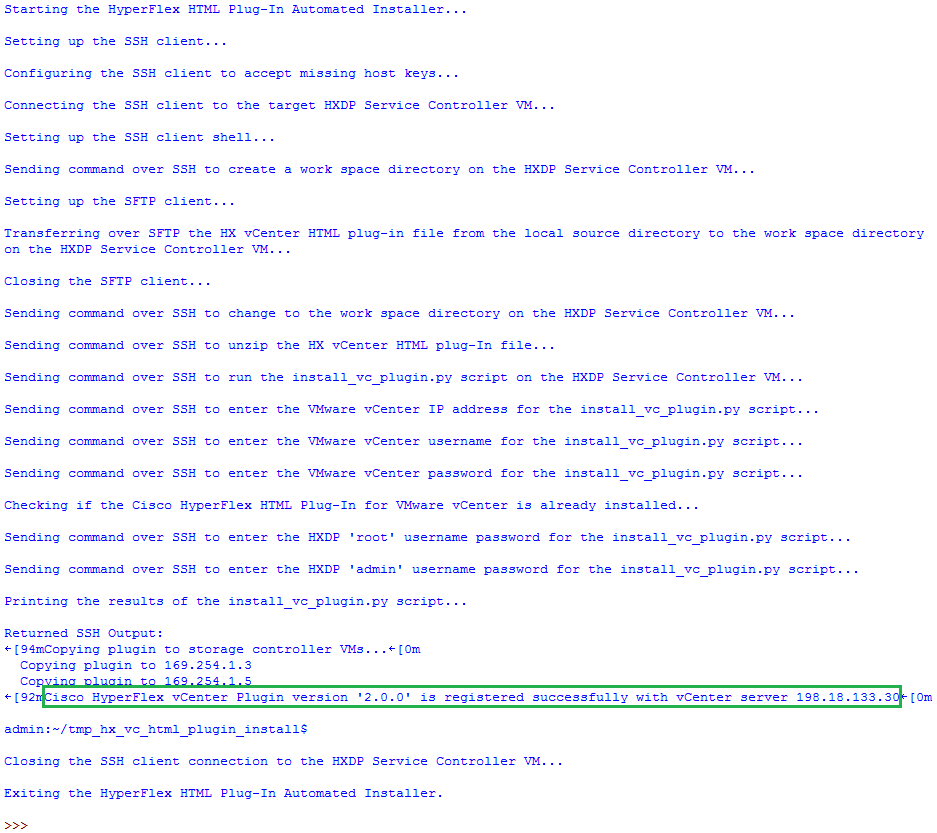 Starting the HyperFlex HTML Plug-In Automated Installer...
Setting up the SSH client...
Configuring the SSH client to accept missing host keys...
Connecting the SSH client to the target HXDP Service Controller VM...
Setting up the SSH client shell...
Sending command over SSH to create a work space directory on the HXDP Service Controller VM...
Setting up the SFTP client...
Transferring over SFTP the HX vCenter HTML plug-in file from the local source directory to the work space directory
on the HXDP Service Controller VM...
Closing the SFTP client...
Sending command over SSH to change to the work space directory on the HXDP Service Controller VM...
Sending command over SSH to unzip the HX vCenter HTML plug-In file...
Sending command over SSH to run the install_vc_plugin.py script on the HXDP Service Controller VM...
Sending command over SSH to enter the VMware vCenter IP address for the install_vc_plugin.py script...
Sending command over SSH to enter the VMware vCenter username for the install_vc_plugin.py script...
Sending command over SSH to enter the VMware vCenter password for the install_vc_plugin.py script...
Checking if the Cisco HyperFlex HTML Plug-In for VMware vCenter is already installed...
Sending command over SSH to enter the HXDP 'root' username password for the install_vc_plugin.py script...
Sending command over SSH to enter the HXDP 'admin' username password for the install_vc_plugin.py script...
Printing the results of the install_vc_plugin.py script...
Returned SSH Output:
←[94mCopying plugin to storage controller VMs...←[0m
  Copying plugin to 169.254.1.3
  Copying plugin to 169.254.1.5
←[92mCisco HyperFlex vCenter Plugin version '2.0.0' is registered successfully with vCenter server 198.18.133.30←[0m
admin:~/tmp_hx_vc_html_plugin_install$
Closing the SSH client connection to the HXDP Service Controller VM...
Exiting the HyperFlex HTML Plug-In Automated Installer.
>>>